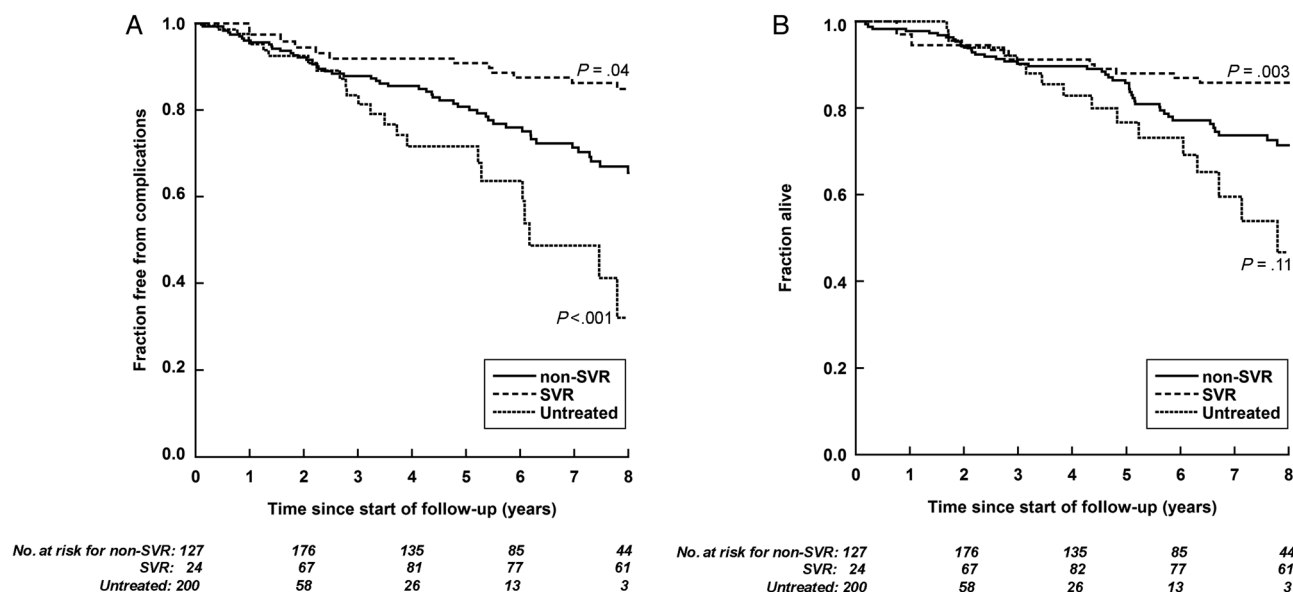 A
1.0
0.8
0.6
0.4
0.2
0.0
Fraction free from complications
P = .04
P<.001
non-SVR
SVR
Untreated
0 1 2 3 4 5 6 7 8
Time since start of follow-up (years)
No. at risk for non-SVR: 127 176 135 85 44
SVR: 24 67 81 77 61
Untreated: 200 58 26 13 3
B
1.0
0.8
0.6
0.4
0.2
0.0
Fraction alive
P = .003
P = .11
non-SVR
SVR
Untreated
0 1 2 3 4 5 6 7 8
Time since start of follow-up (years)
No. at risk for non-SVR: 127 176 135 85 44
SVR: 24 67 82 77 61
Untreated: 200 58 26 13 3